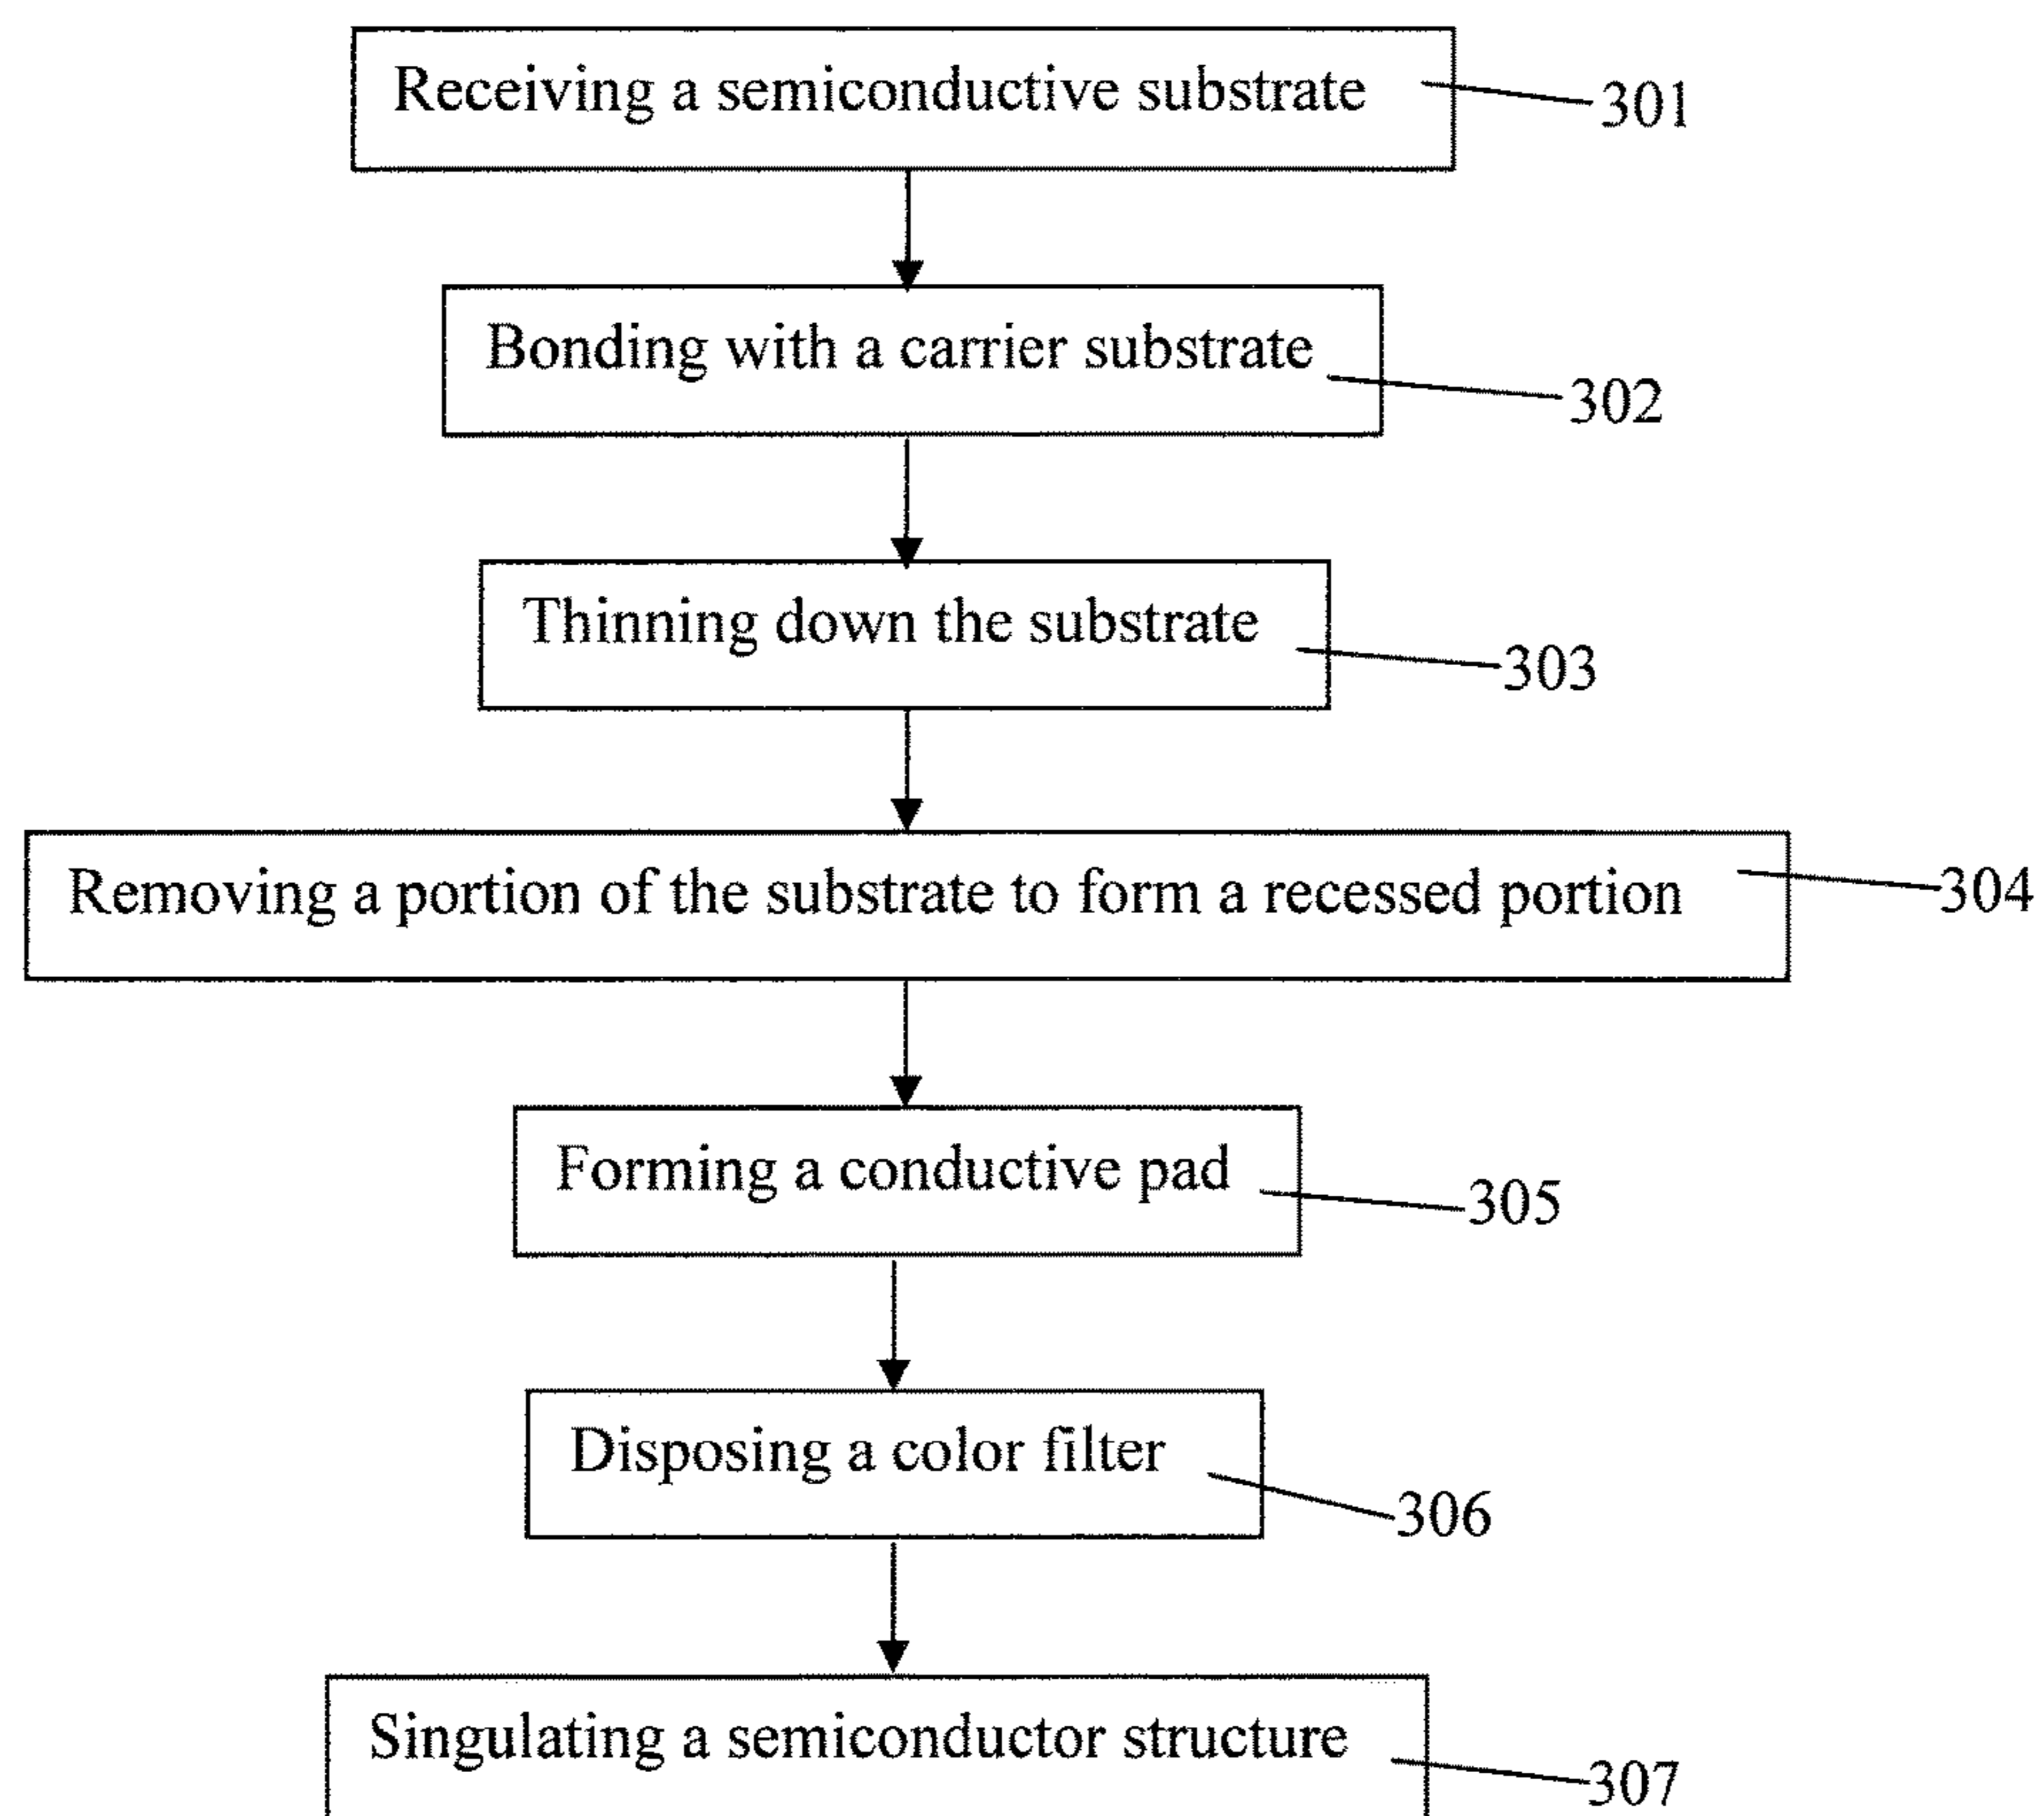 Receiving a semiconductive substrate
301
Bonding with a carrier substrate
302
Thinning down the substrate
303
Removing a portion of the substrate to form a recessed portion
304
Forming a conductive pad
305
Disposing a color filter
306
Singulating a semiconductor structure
307